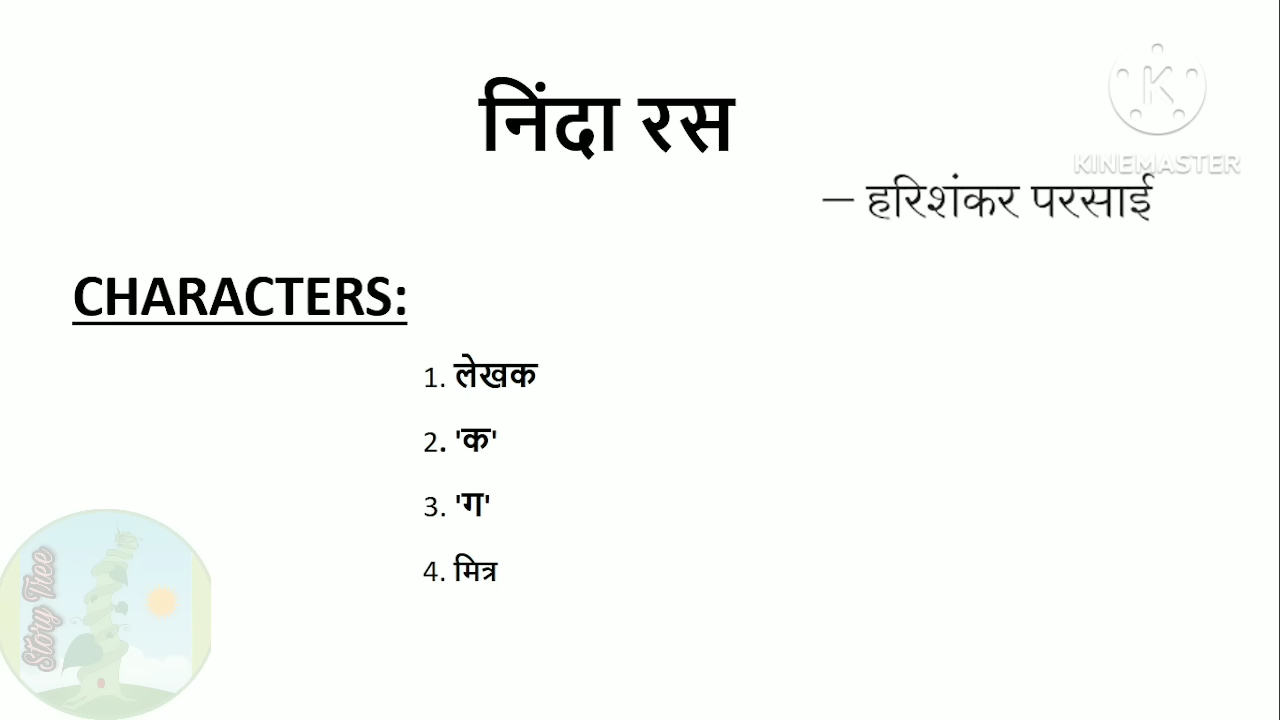 निंदा रस
KINEMASTER
– हरिशंकर परसाई
CHARACTERS:
1. लेखक
2. 'क'
3. 'ग'
4. मित्र
Story Tree